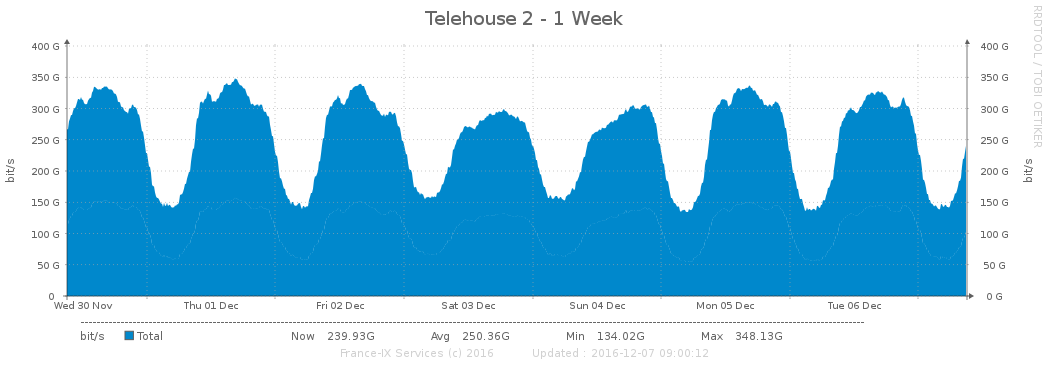 Telehouse 2 - 1 Week
RRDTOOL / TOBI OETIKER
400 G 400 G
350 G 350 G
300 G 300 G
250 G 250 G
200 G 200 G
150 G 150 G
100 G 100 G
50 G 50 G
0 0 G
bit/s
bit/s
Wed 30 Nov Thu 01 Dec Fri 02 Dec Sat 03 Dec Sun 04 Dec Mon 05 Dec Tue 06 Dec
bit/s Total Now 239.93G Avg 250.36G Min 134.02G Max 348.13G
France-IX Services (c) 2016 Updated : 2016-12-07 09:00:12